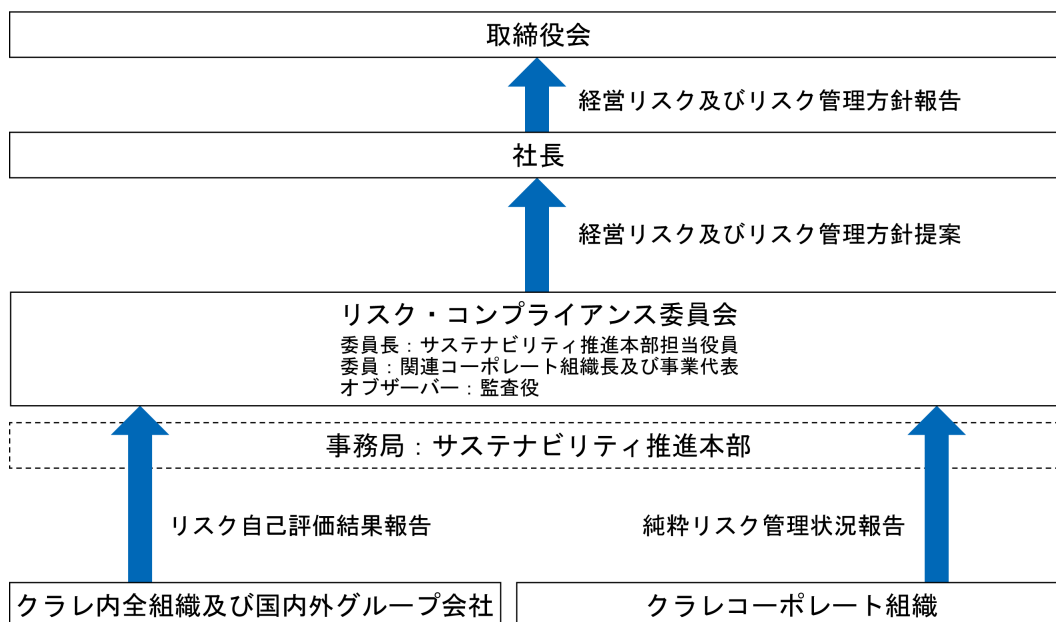 取締役会
経営リスク及びリスク管理方針報告
社長
経営リスク及びリスク管理方針提案
リスク・コンプライアンス委員会
委員長：サステナビリティ推進本部担当役員
委員：関連コーポレート組織長及び事業代表
オブザーバー：監査役
事務局：サステナビリティ推進本部
リスク自己評価結果報告
純粋リスク管理状況報告
クラレ内全組織及び国内外グループ会社
クラレコーポレート組織